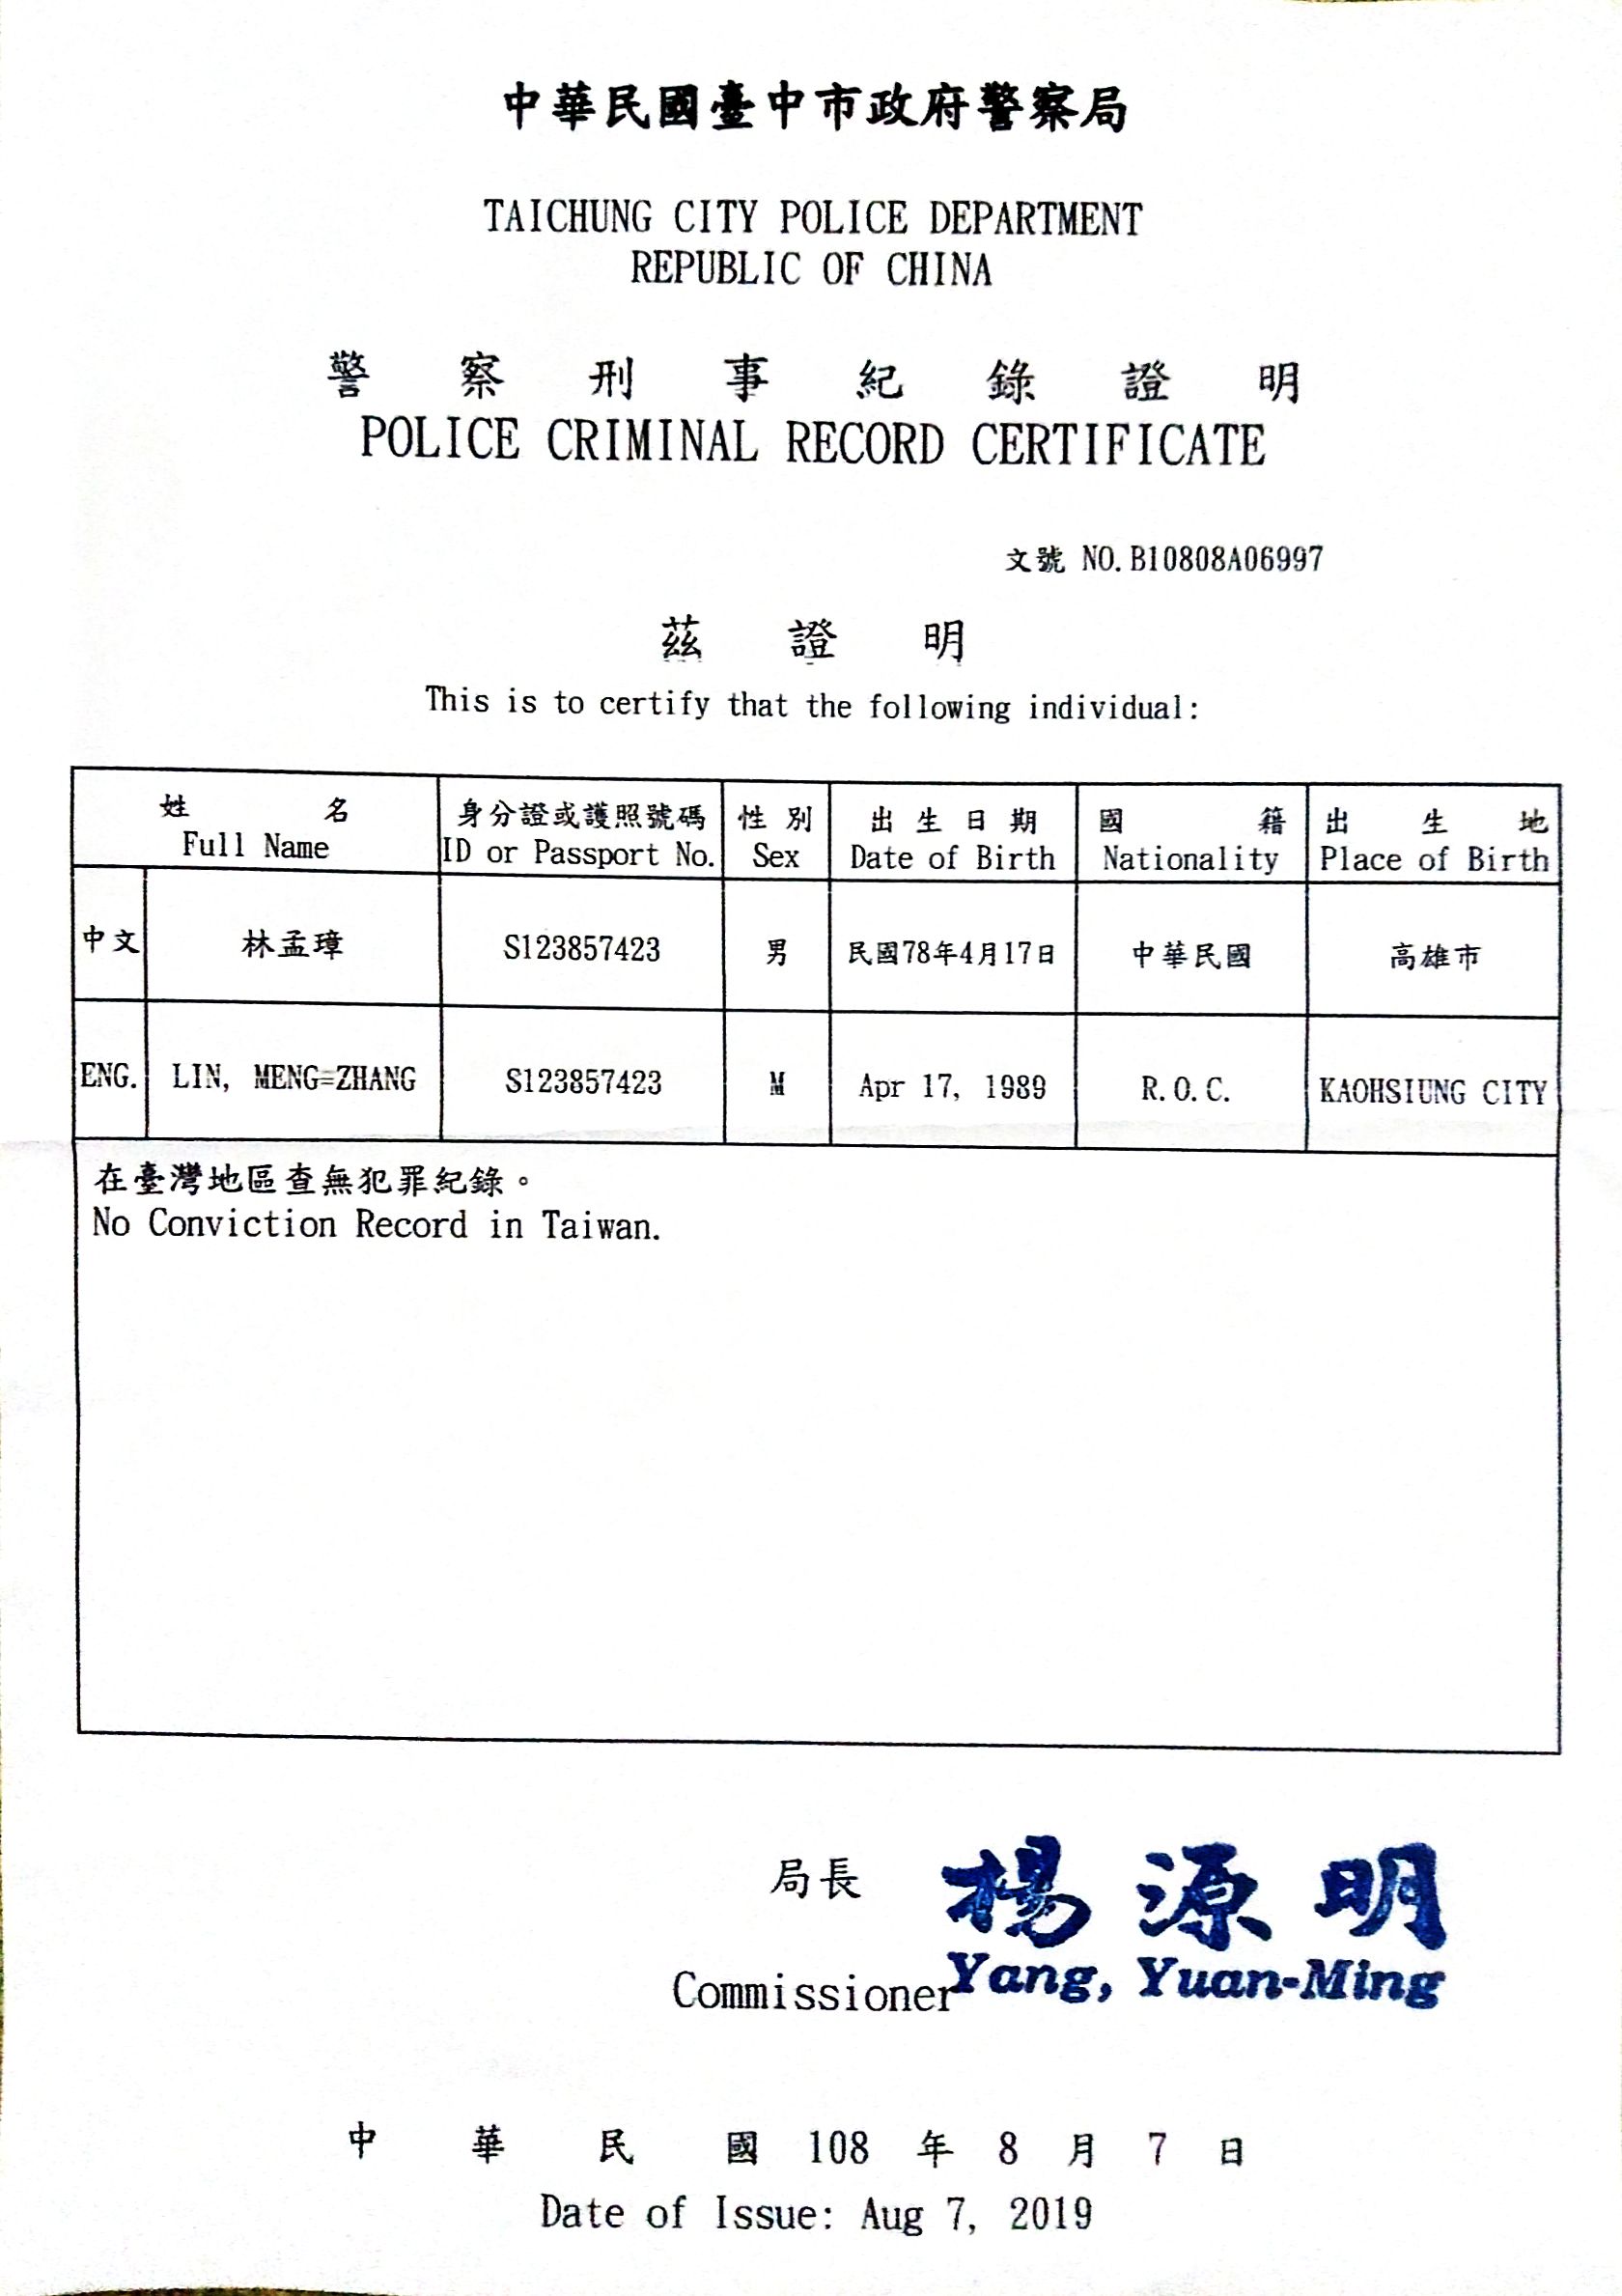 中華民國臺中市政府警察局
TAICHUNG CITY POLICE DEPARTMENT
REPUBLIC OF CHINA
警察刑事紀錄證明
POLICE CRIMINAL RECORD CERTIFICATE
文號 NO. B10808A06997
茲證明
This is to certify that the following individual:
姓名 身分證或護照號碼 性別 出生日期 國籍 出生地
Full Name ID or Passport No. Sex Date of Birth Nationality Place of Birth
中文 林孟璋 S123857423 男 民國78年4月17日 中華民國 高雄市
ENG. LIN, MENG=ZHANG S123857423 M Apr 17, 1989 R.O.C. KAOHSIUNG CITY
在臺灣地區查無犯罪紀錄。
No Conviction Record in Taiwan.
局長 楊源明
Commissioner Yang, Yuan-Ming
中華民國 108 年 8 月 7 日
Date of Issue: Aug 7, 2019